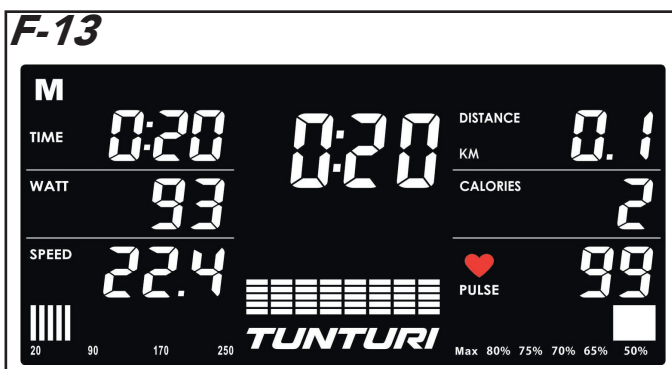 F-13
M
TIME 0:20
WATT 93
SPEED 22.4
20 90 170 250
0:20
TUNTURI
DISTANCE
KM 0.1
CALORIES 2
PULSE 99
Max 80% 75% 70% 65% 50%